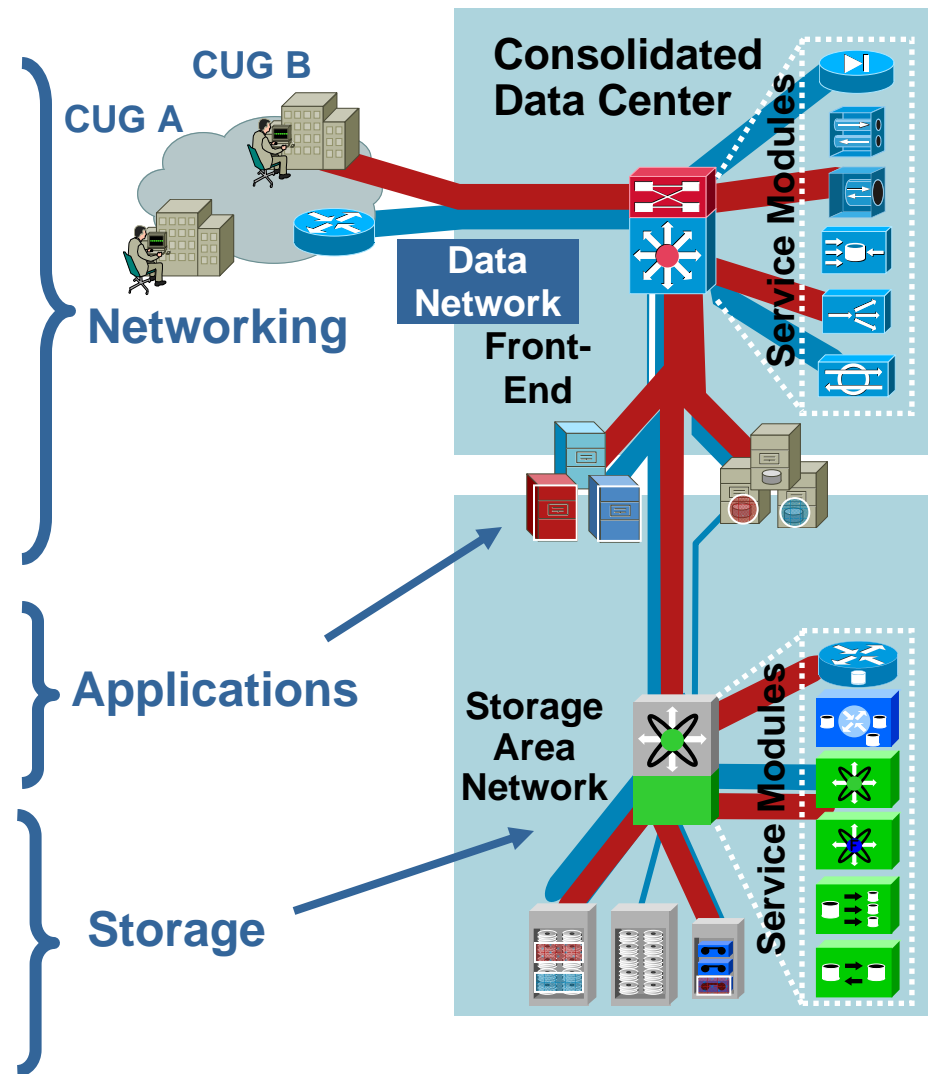 Consolidated
Data Center
CUG B
CUG A
Service Modules
Data
Network
Networking
Front-
End
Applications
Storage
Area
Network
Service Modules
Storage